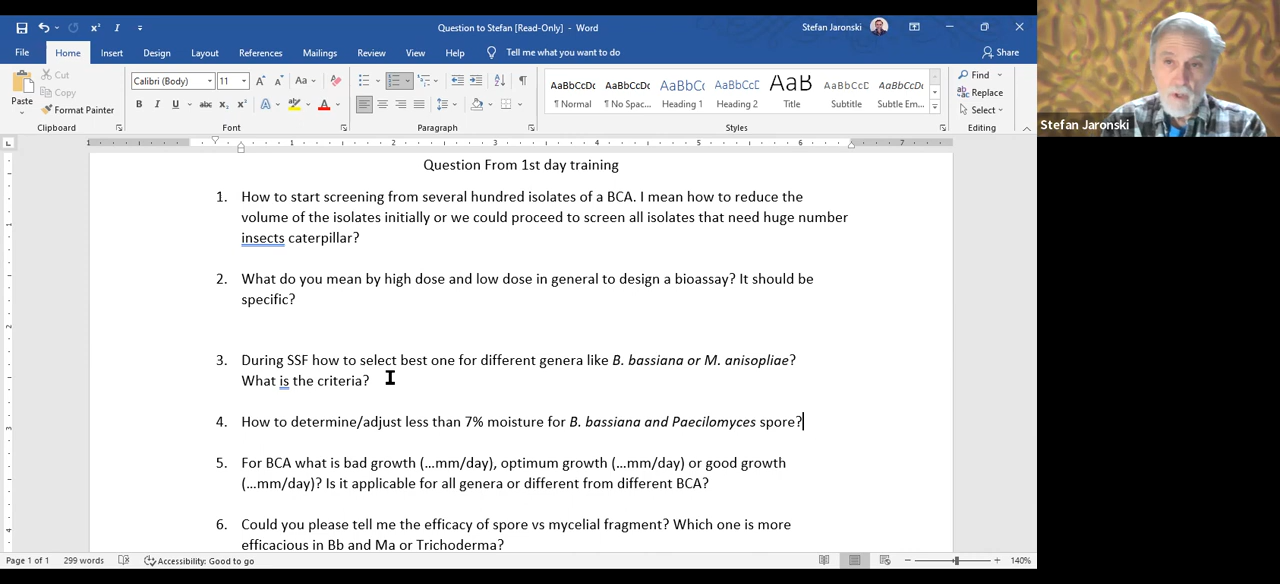 Question to Stefan [Read-Only] - Word
Stefan Jaronski
File Home Insert Design Layout References Mailings Review View Help Tell me what you want to do Share
Paste
Cut
Copy
Format Painter
Calibri (Body) 11
Clipboard Font Paragraph Styles Editing
AaBbCcDc AaBbCcDc AaBbCc AaBbCcD AaB AaBbCcD AaBbCcDc
¶ Normal ¶ No Spac... Heading 1 Heading 2 Title Subtitle Subtle Em...
Find
Replace
Select
Stefan Jaronski
Question From 1st day training
1. How to start screening from several hundred isolates of a BCA. I mean how to reduce the
volume of the isolates initially or we could proceed to screen all isolates that need huge number
insects caterpillar?
2. What do you mean by high dose and low dose in general to design a bioassay? It should be
specific?
3. During SSF how to select best one for different genera like B. bassiana or M. anisopliae?
What is the criteria?
4. How to determine/adjust less than 7% moisture for B. bassiana and Paecilomyces spore?
5. For BCA what is bad growth (...mm/day), optimum growth (...mm/day) or good growth
(...mm/day)? Is it applicable for all genera or different from different BCA?
6. Could you please tell me the efficacy of spore vs mycelial fragment? Which one is more
efficacious in Bb and Ma or Trichoderma?
Page 1 of 1 299 words Accessibility: Good to go 140%